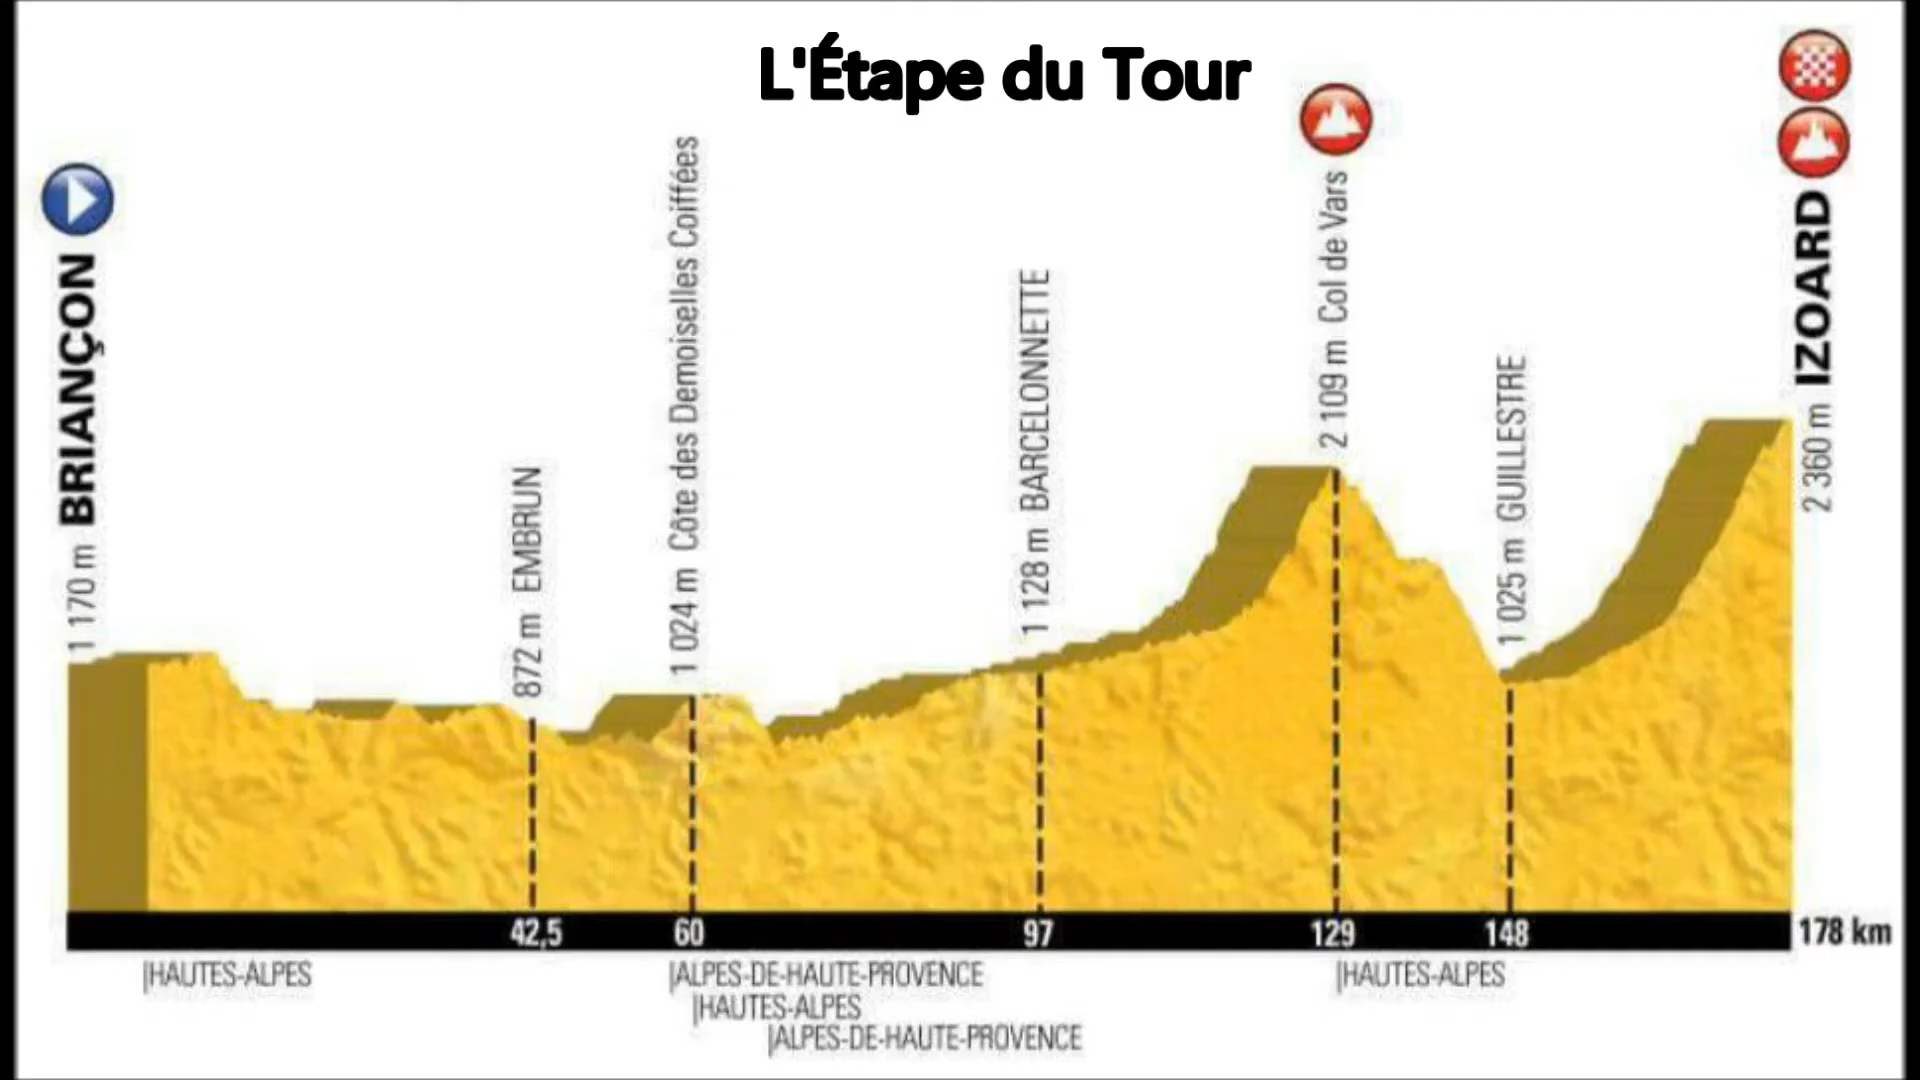 L'Étape du Tour
1 170 m BRIANÇON
872 m EMBRUN
1 024 m Côte des Demoiselles Coiffées
1 128 m BARCELONNETTE
2 109 m Col de Vars
1 025 m GUILLESTRE
2 360 m IZOARD
42,5 60 97 129 148 178 km
|HAUTES-ALPES |ALPES-DE-HAUTE-PROVENCE |HAUTES-ALPES
|HAUTES-ALPES
|ALPES-DE-HAUTE-PROVENCE